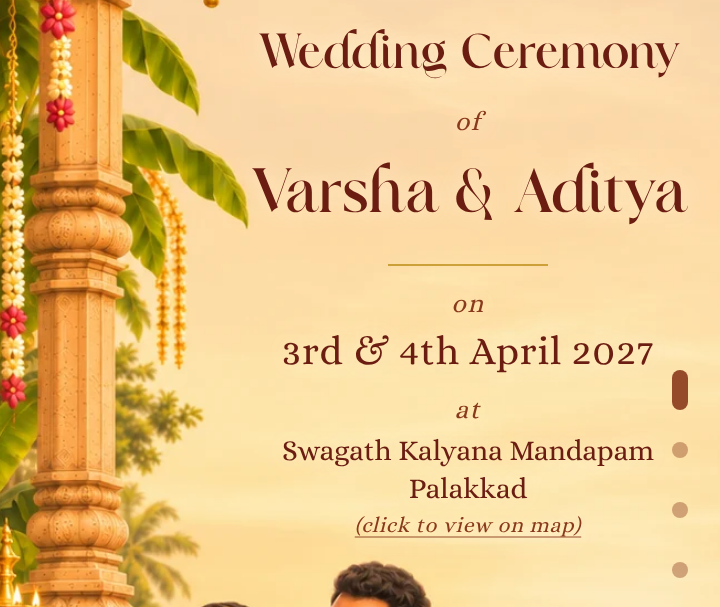 Wedding Ceremony
of
Varsha & Aditya
on
3rd & 4th April 2027
at
Swagath Kalyana Mandapam
Palakkad
(click to view on map)